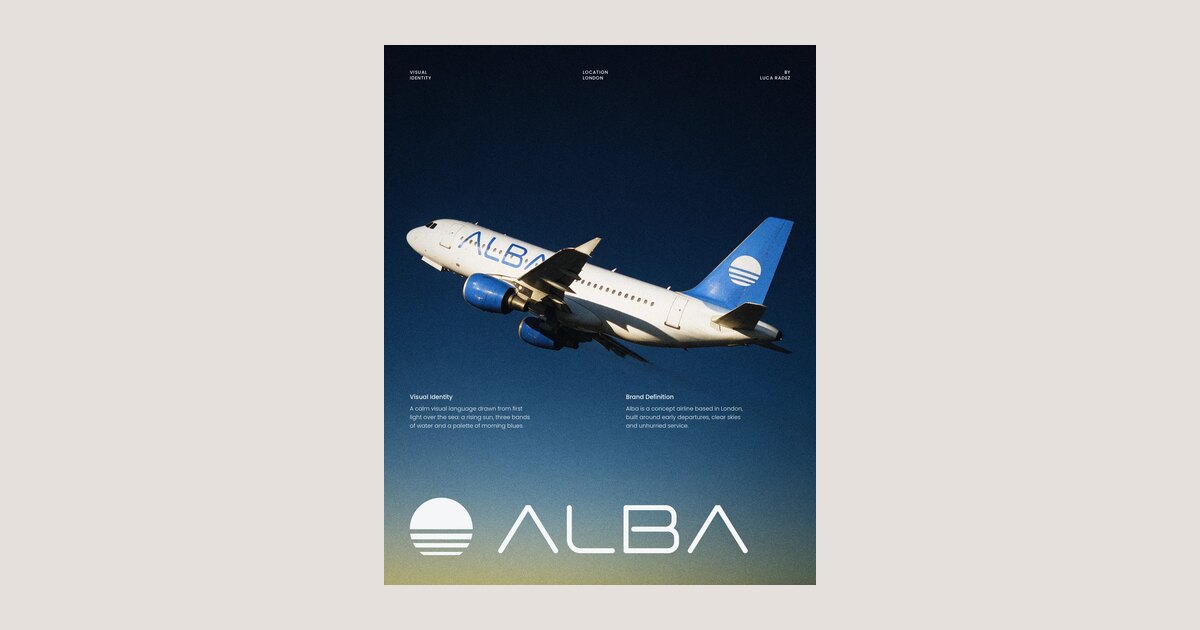 VISUAL
IDENTITY
LOCATION
LONDON
BY
LUCA RADEZ
ALBA
Visual Identity
A calm visual language drawn from first
light over the sea: a rising sun, three bands
of water and a palette of morning blues.
Brand Definition
Alba is a concept airline based in London,
built around early departures, clear skies
and unhurried service.
ALBA